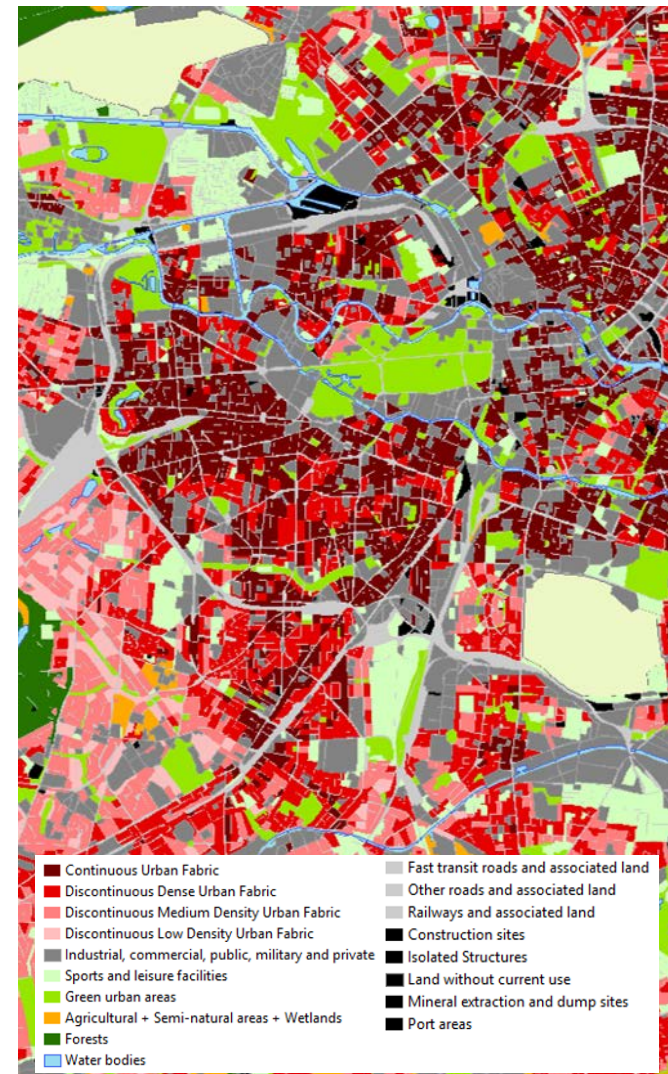 Continuous Urban Fabric
Discontinuous Dense Urban Fabric
Discontinuous Medium Density Urban Fabric
Discontinuous Low Density Urban Fabric
Industrial, commercial, public, military and private
Sports and leisure facilities
Green urban areas
Agricultural + Semi-natural areas + Wetlands
Forests
Water bodies
Fast transit roads and associated land
Other roads and associated land
Railways and associated land
Construction sites
Isolated Structures
Land without current use
Mineral extraction and dump sites
Port areas